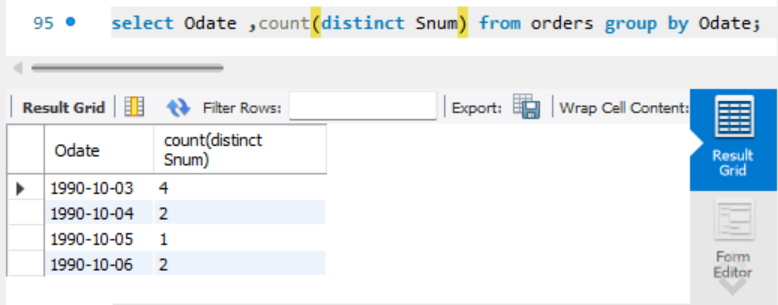 95 select Odate ,count(distinct Snum) from orders group by Odate;
Result Grid Filter Rows: Export: Wrap Cell Content:
Odate count(distinct
Snum)
1990-10-03 4
1990-10-04 2
1990-10-05 1
1990-10-06 2
Result
Grid
Form
Editor